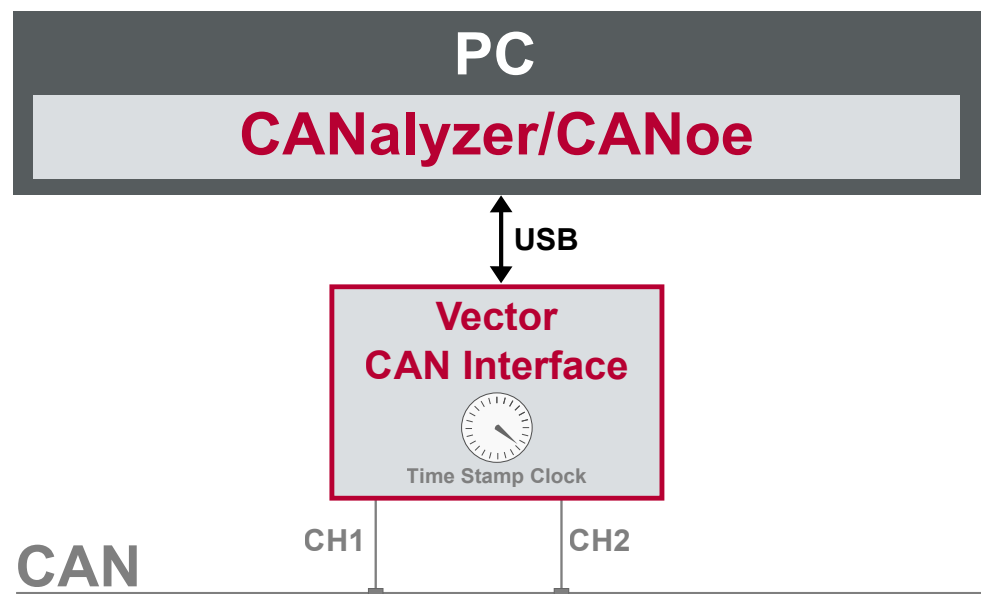 PC
CANalyzer/CANoe
USB
Vector
CAN Interface
Time Stamp Clock
CH1
CH2
CAN